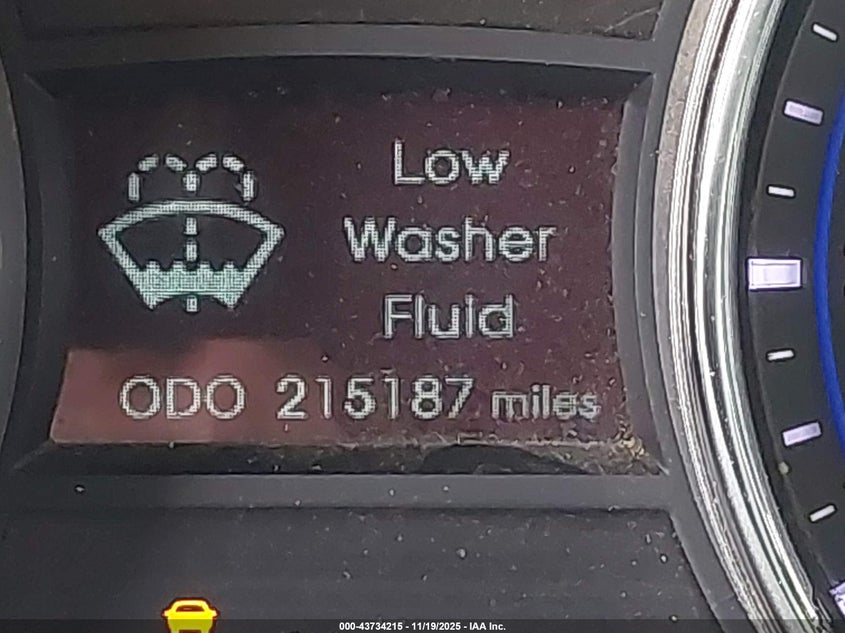 Low
Washer
Fluid
ODO 215187 miles
000-43734215 - 11/19/2025 - IAA Inc.